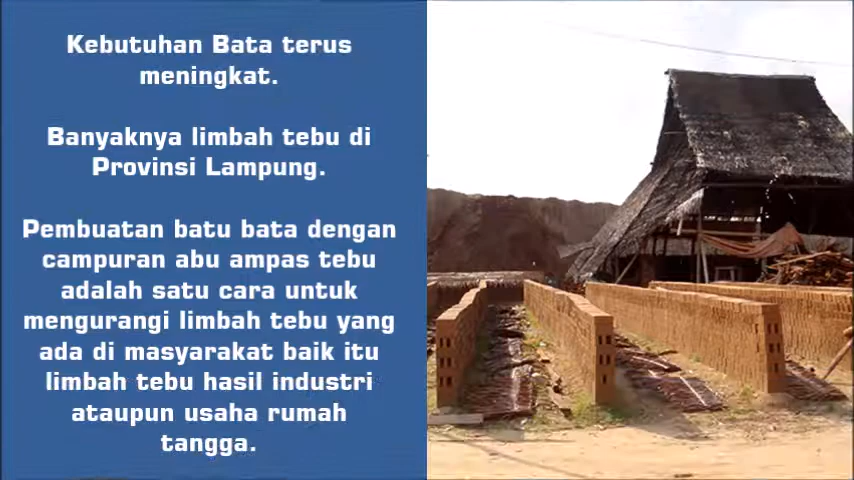 Kebutuhan Bata terus
meningkat.
Banyaknya limbah tebu di
Provinsi Lampung.
Pembuatan batu bata dengan
campuran abu ampas tebu
adalah satu cara untuk
mengurangi limbah tebu yang
ada di masyarakat baik itu
limbah tebu hasil industri
ataupun usaha rumah
tangga.